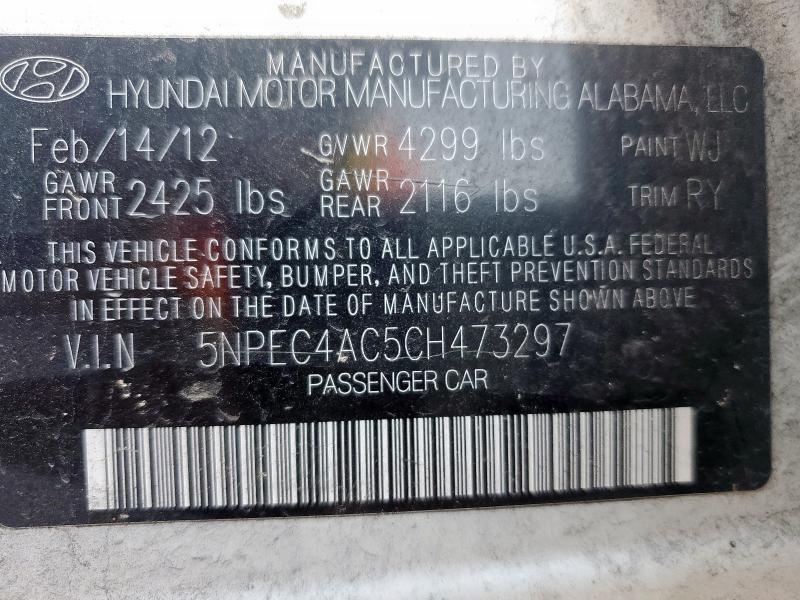 MANUFACTURED BY
HYUNDAI MOTOR MANUFACTURING ALABAMA, LLC
Feb/14/12 GVWR 4299 lbs PAINT WJ
GAWR FRONT 2425 lbs GAWR REAR 2116 lbs TRIM RY
THIS VEHICLE CONFORMS TO ALL APPLICABLE U.S.A. FEDERAL
MOTOR VEHICLE SAFETY, BUMPER, AND THEFT PREVENTION STANDARDS
IN EFFECT ON THE DATE OF MANUFACTURE SHOWN ABOVE.
V.I.N 5NPEC4AC5CH473297
PASSENGER CAR